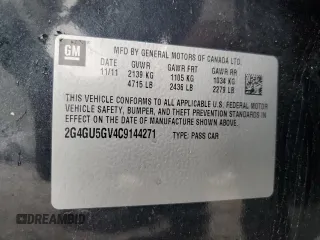 GM
MFD BY GENERAL MOTORS OF CANADA LTD.
DATE GVWR GAWR FRT GAWR RR
11/11 2139 KG 1105 KG 1034 KG
4715 LB 2436 LB 2279 LB
THIS VEHICLE CONFORMS TO ALL APPLICABLE U.S. FEDERAL MOTOR
VEHICLE SAFETY, BUMPER, AND THEFT PREVENTION STANDARDS IN
EFFECT ON THE DATE OF MANUFACTURE SHOWN ABOVE.
2G4GU5GV4C9144271 TYPE: PASS CAR
DREAMBID